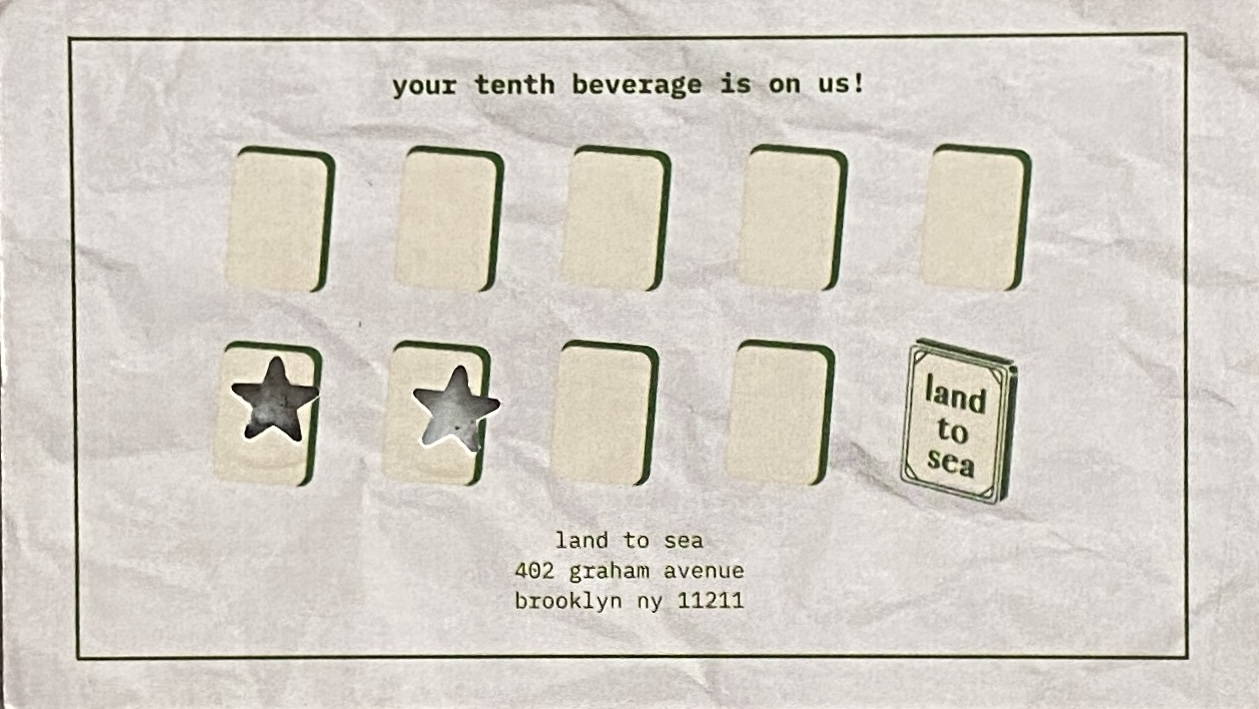 your tenth beverage is on us!
land
to
sea
land to sea
402 graham avenue
brooklyn ny 11211